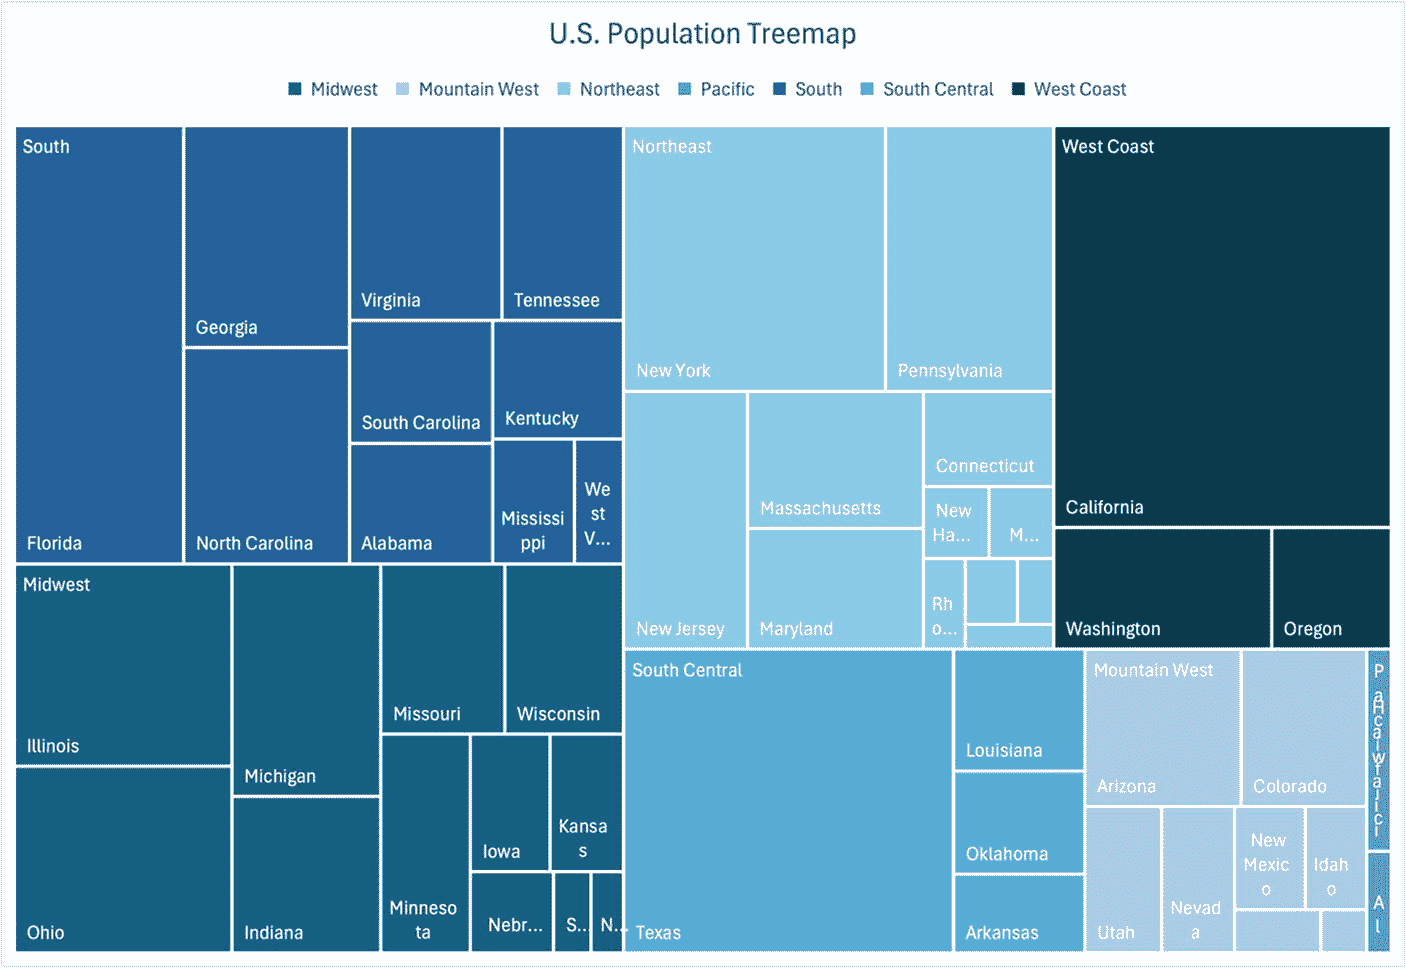 U.S. Population Treemap
Midwest Mountain West Northeast Pacific South South Central West Coast
South
Florida
Georgia
North Carolina
Virginia
Tennessee
South Carolina
Kentucky
Alabama
Mississi
ppi
We
st
V...
Midwest
Illinois
Ohio
Michigan
Indiana
Missouri
Wisconsin
Minneso
ta
Iowa
Kansa
s
Nebr...
S...
N...
Northeast
New York
Pennsylvania
New Jersey
Massachusetts
Maryland
Connecticut
New
Ha...
M...
Rh
o...
West Coast
California
Washington
Oregon
South Central
Texas
Louisiana
Oklahoma
Arkansas
Mountain West
Arizona
Colorado
Utah
Nevad
a
New
Mexic
o
Idah
o
A
l